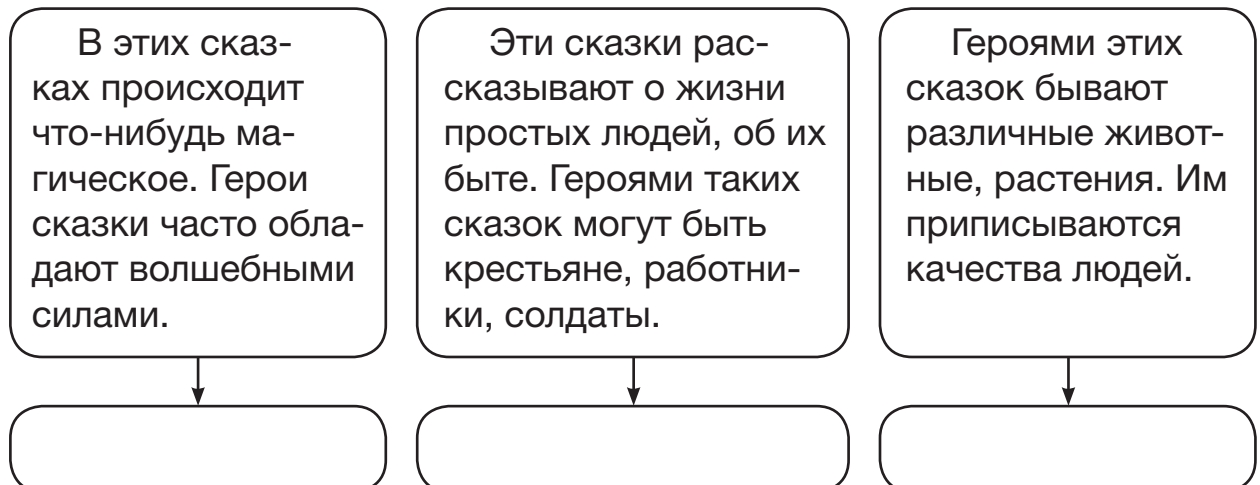 В этих сказ-
ках происходит
что-нибудь ма-
гическое. Герои
сказки часто обла-
дают волшебными
силами.
Эти сказки рас-
сказывают о жизни
простых людей, об их
быте. Героями таких
сказок могут быть
крестьяне, работни-
ки, солдаты.
Героями этих
сказок бывают
различные живот-
ные, растения. Им
приписываются
качества людей.